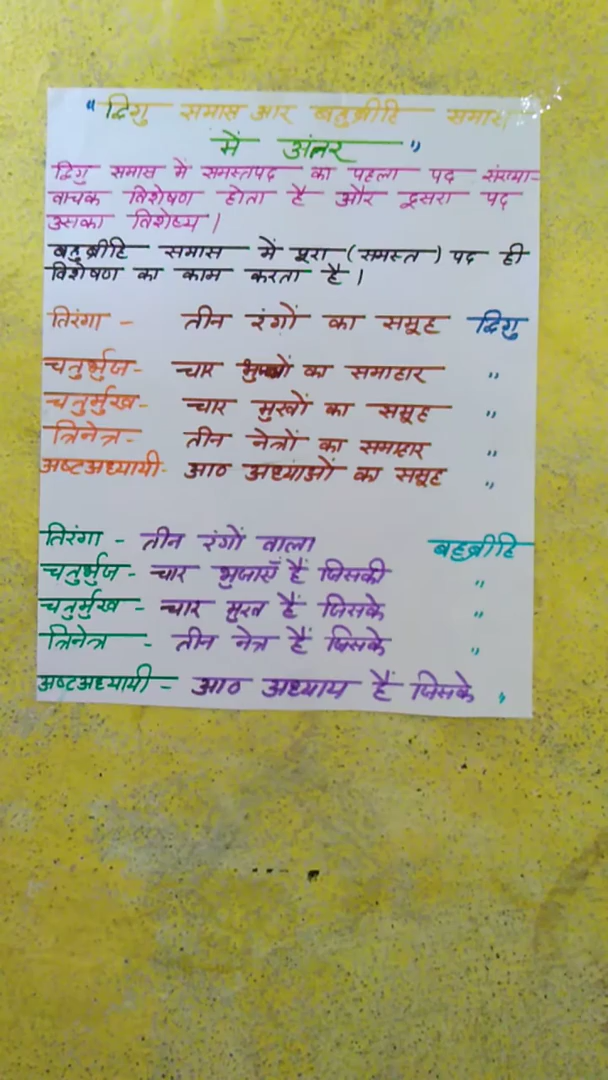 "द्विगु समास और बहुब्रीहि समास
में अंतर"
द्विगु समास में समस्तपद का पहला पद संख्या-
वाचक विशेषण होता है और दूसरा पद
उसका विशेष्य।
बहुब्रीहि समास में पूरा (समस्त) पद ही
विशेषण का काम करता है।
तिरंगा - तीन रंगों का समूह द्विगु
चतुर्भुज- चार भुजाओं का समाहार "
चतुर्मुख- चार मुखों का समूह "
त्रिनेत्र- तीन नेत्रों का समाहार "
अष्टअध्यायी- आठ अध्याओं का समूह "
तिरंगा - तीन रंगों वाला बहुब्रीहि
चतुर्भुज- चार भुजाएँ हैं जिसकी "
चतुर्मुख - चार मुख हैं जिसके "
त्रिनेत्र - तीन नेत्र हैं जिसके "
अष्टअध्यायी - आठ अध्याय हैं जिसके "